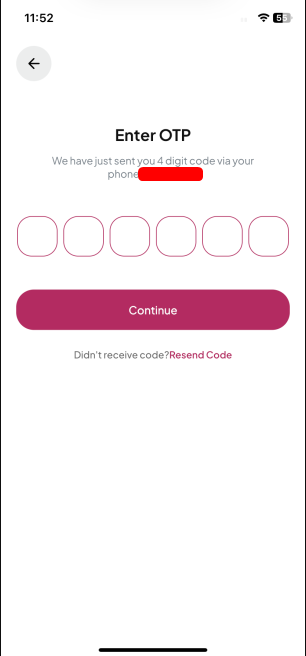 11:52
55
Enter OTP
We have just sent you 4 digit code via your
phone
Continue
Didn't receive code?Resend Code